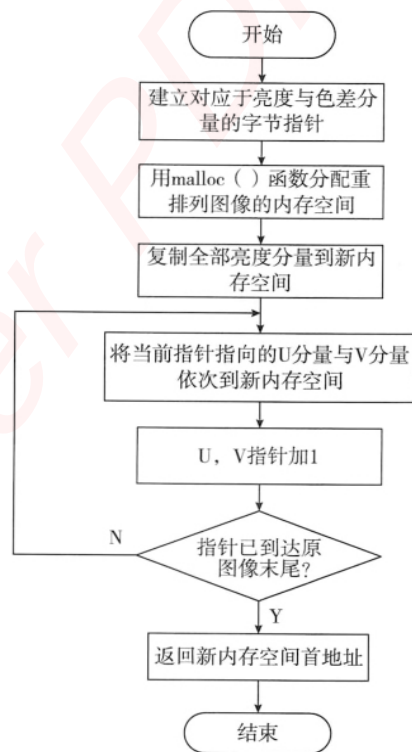 开始
建立对应于亮度与色差分
量的字节指针
用malloc（）函数分配重
排列图像的内存空间
复制全部亮度分量到新内
存空间
将当前指针指向的U分量与V分量
依次到新内存空间
U，V指针加1
N
指针已到达原
图像末尾?
Y
返回新内存空间首地址
结束